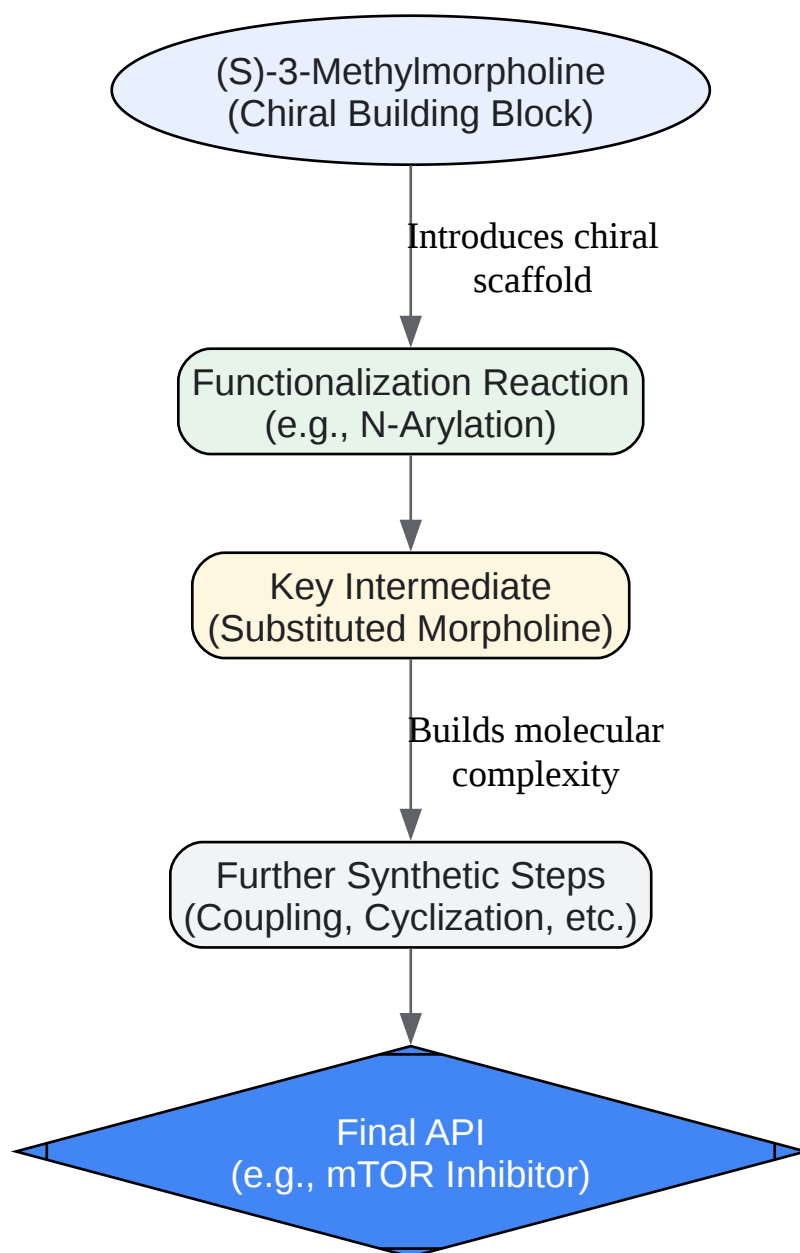 (S)-3-Methylmorpholine
(Chiral Building Block)
Introduces chiral
scaffold
Functionalization Reaction
(e.g., N-Arylation)
Key Intermediate
(Substituted Morpholine)
Builds molecular
complexity
Further Synthetic Steps
(Coupling, Cyclization, etc.)
Final API
(e.g., mTOR Inhibitor)